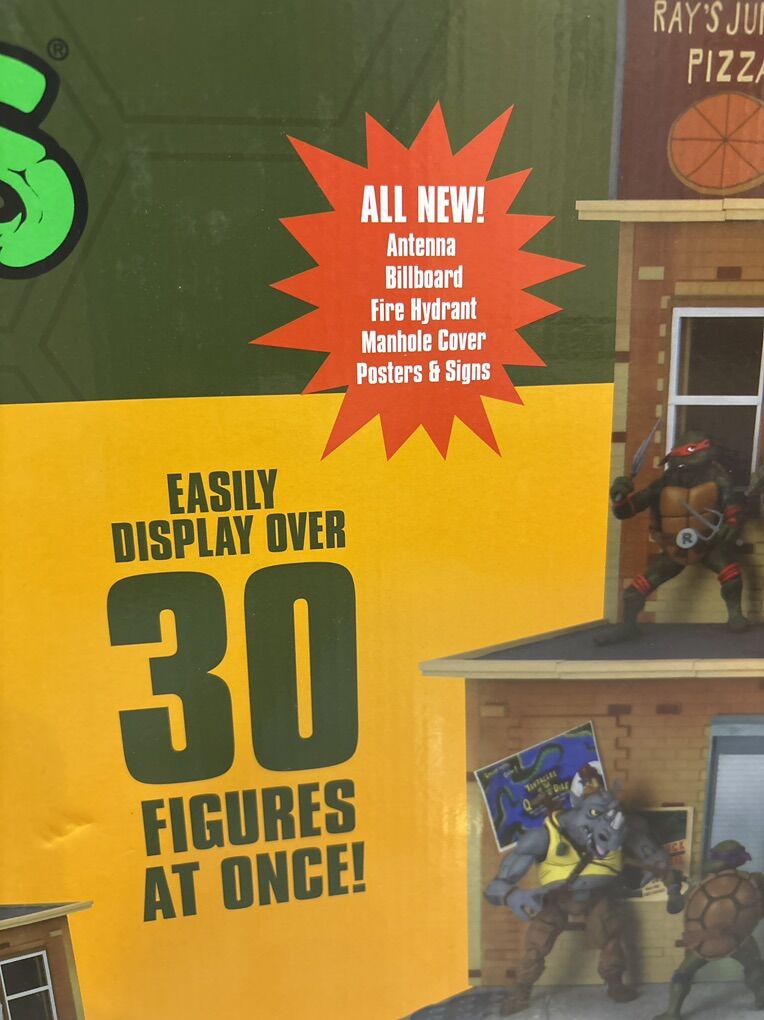 S®
RAY'S JU
PIZZ
ALL NEW!
Antenna
Billboard
Fire Hydrant
Manhole Cover
Posters & Signs
EASILY
DISPLAY OVER
30
FIGURES
AT ONCE!
R